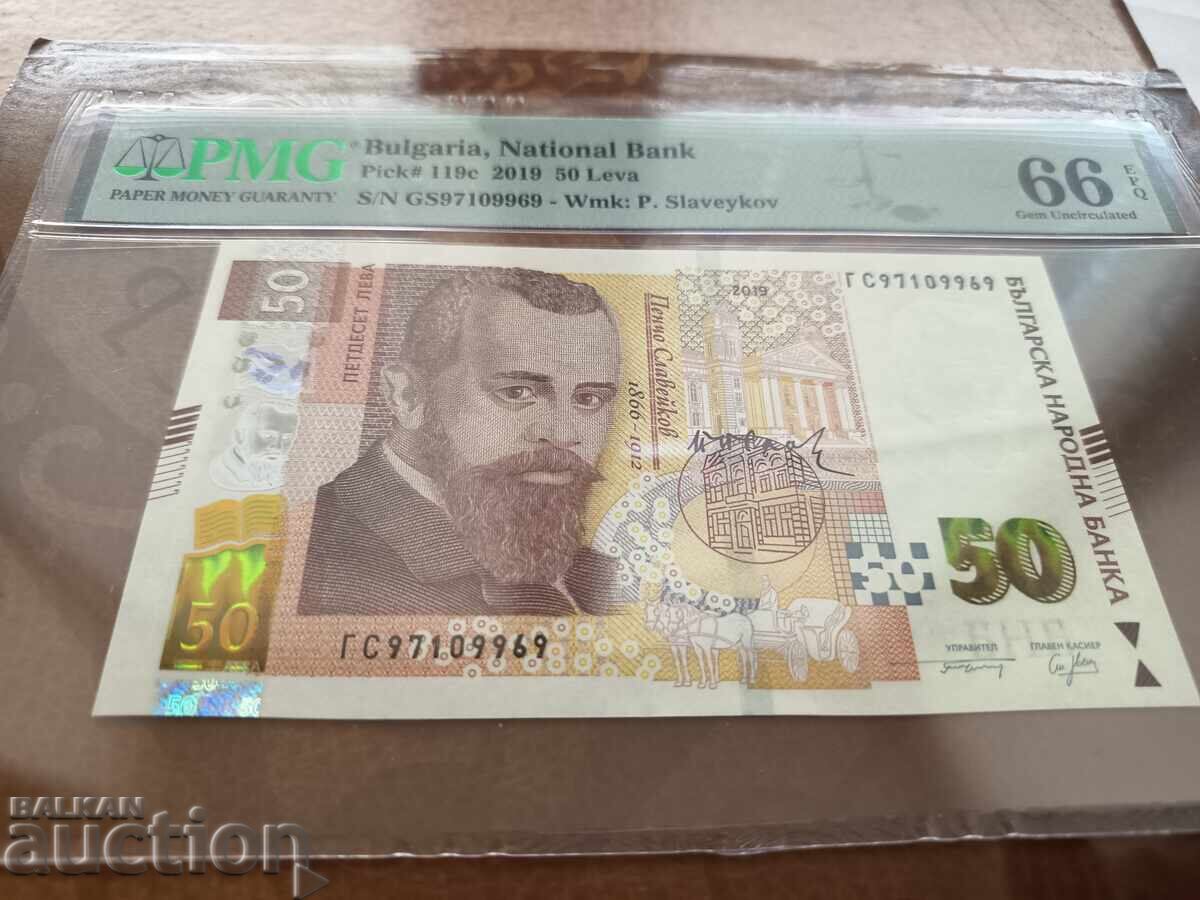 PMG
PAPER MONEY GUARANTY
Bulgaria, National Bank
Pick# 119c 2019 50 Leva
S/N GS97109969 - Wmk: P. Slaveykov
66
EPQ
Gem Uncirculated
50
ПЕТДЕСЕТ ЛЕВА
Пенчо Славейков
1866 - 1912
2019
ГС97109969
БЪЛГАРСКА НАРОДНА БАНКА
50
50
50
ГС97109969
УПРАВИТЕЛ
ГЛАВЕН КАСИЕР
BALKAN
auction